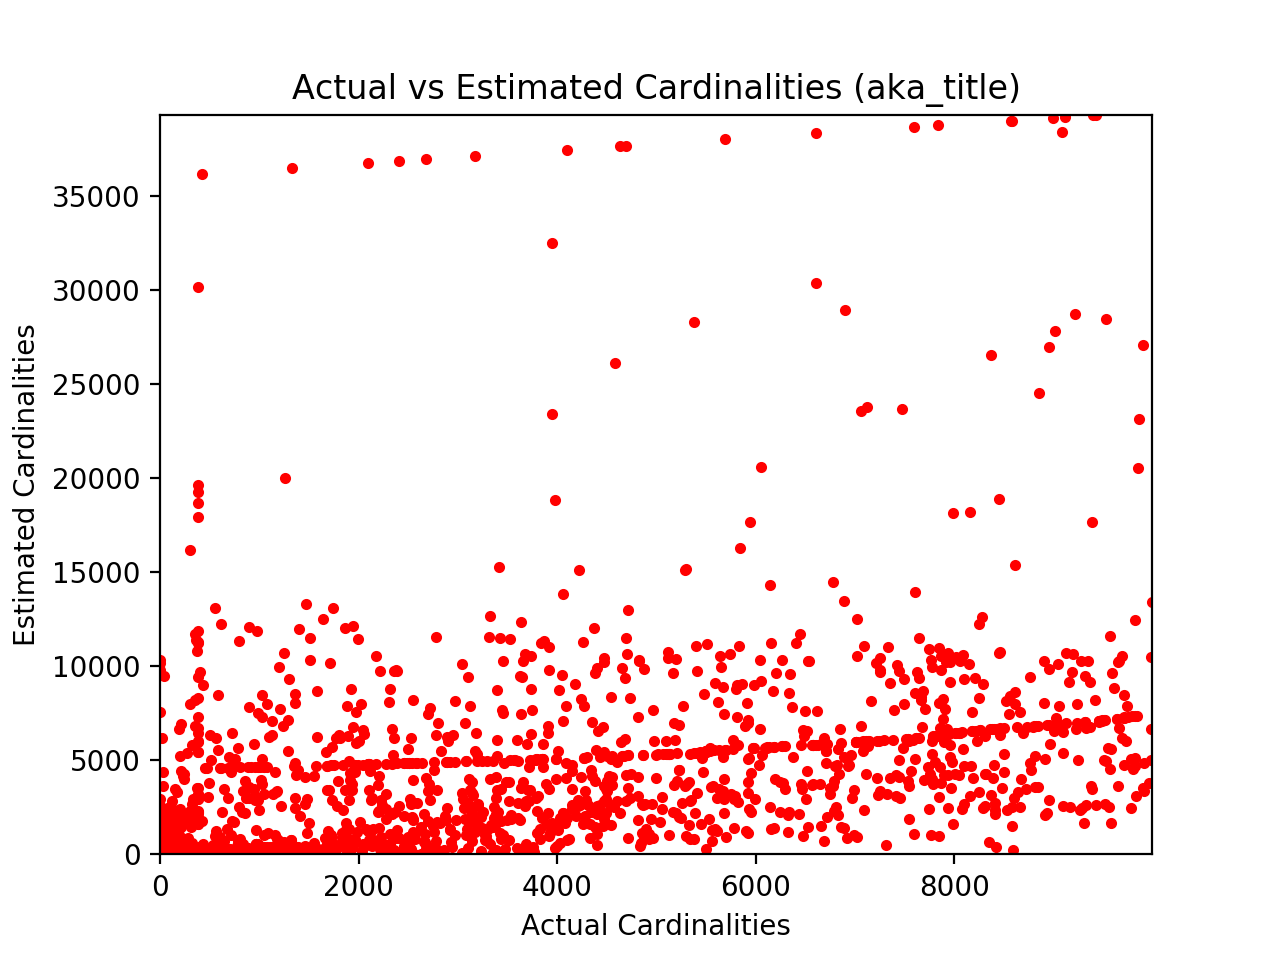 Actual vs Estimated Cardinalities (aka_title)
35000
30000
25000
20000
15000
10000
5000
0
Estimated Cardinalities
0 2000 4000 6000 8000
Actual Cardinalities